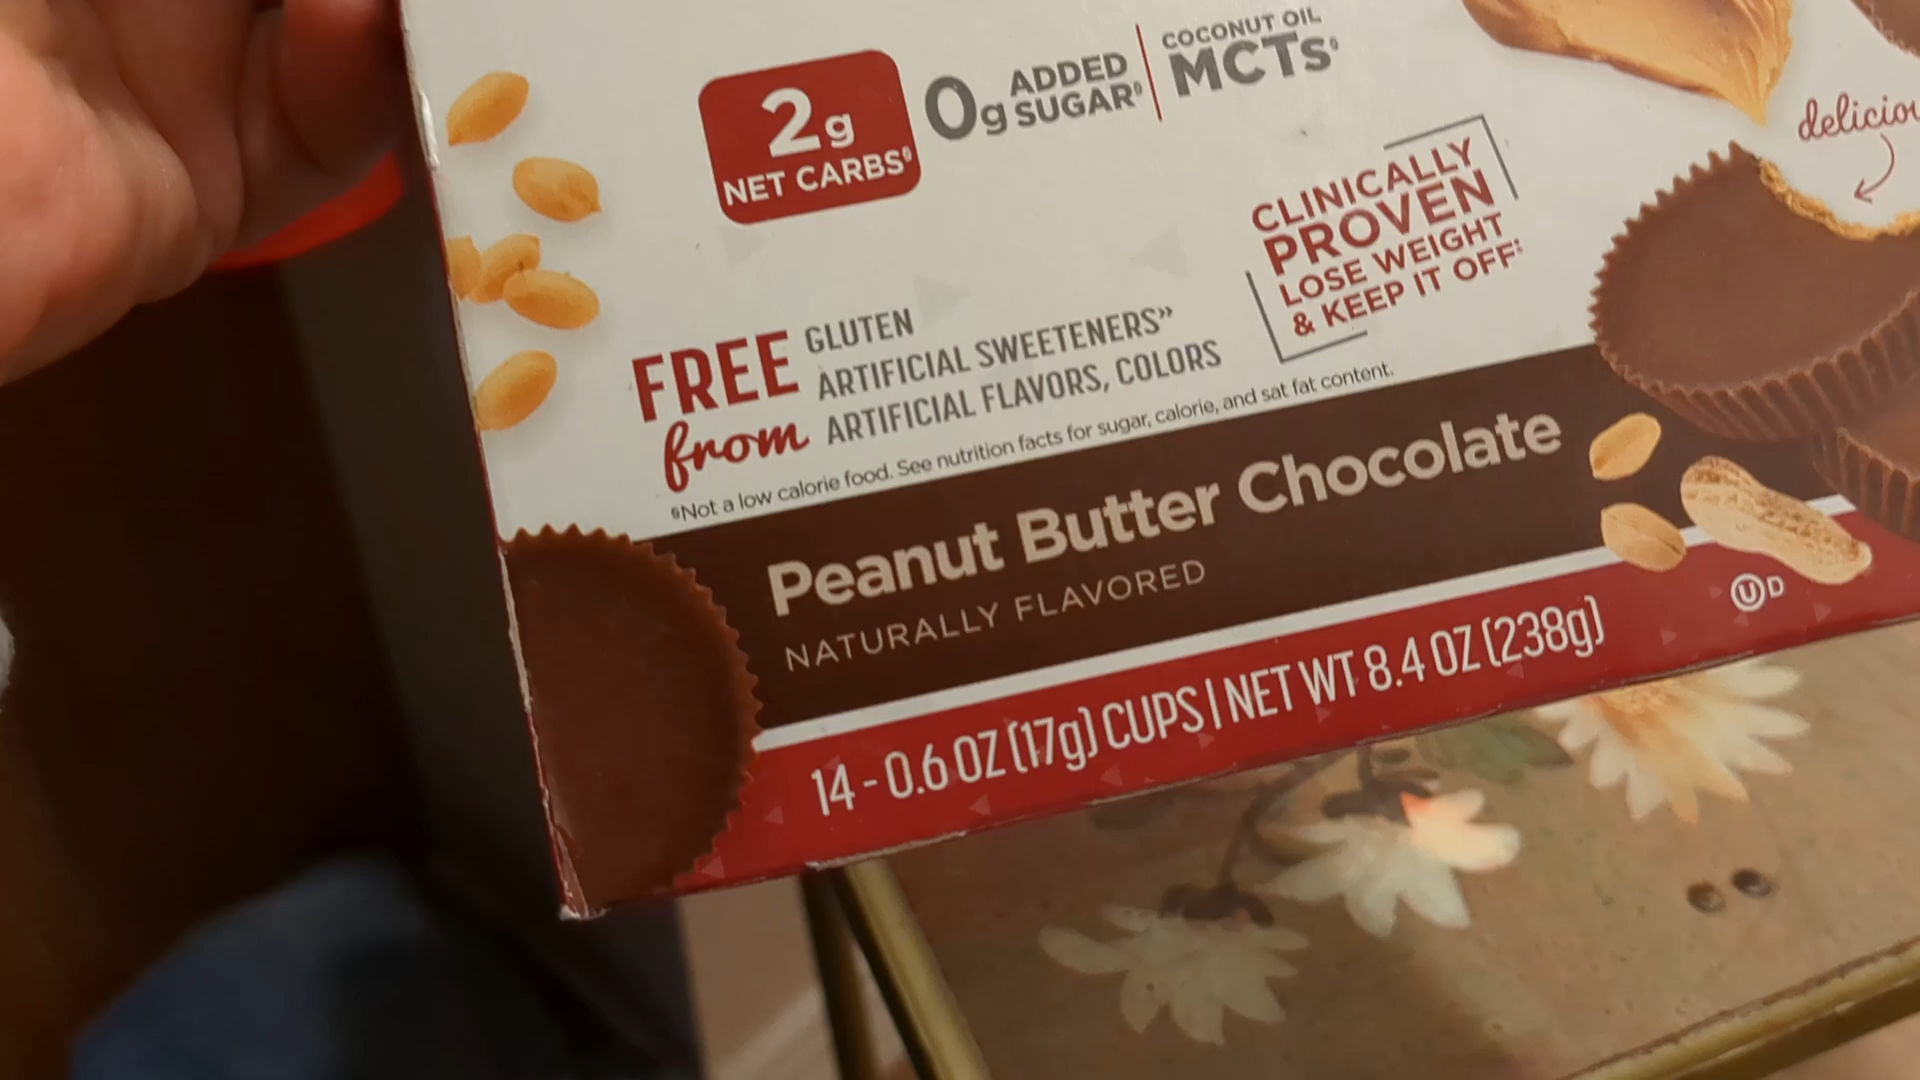 2g
NET CARBS◊
0g ADDED
SUGAR◊
COCONUT OIL
MCTs◊
CLINICALLY
PROVEN
LOSE WEIGHT
& KEEP IT OFF‡
FREE from
GLUTEN
ARTIFICIAL SWEETENERS»
ARTIFICIAL FLAVORS, COLORS
◊Not a low calorie food. See nutrition facts for sugar, calorie, and sat fat content.
Peanut Butter Chocolate
NATURALLY FLAVORED
14 - 0.6 OZ (17g) CUPS | NET WT 8.4 OZ (238g)
U D